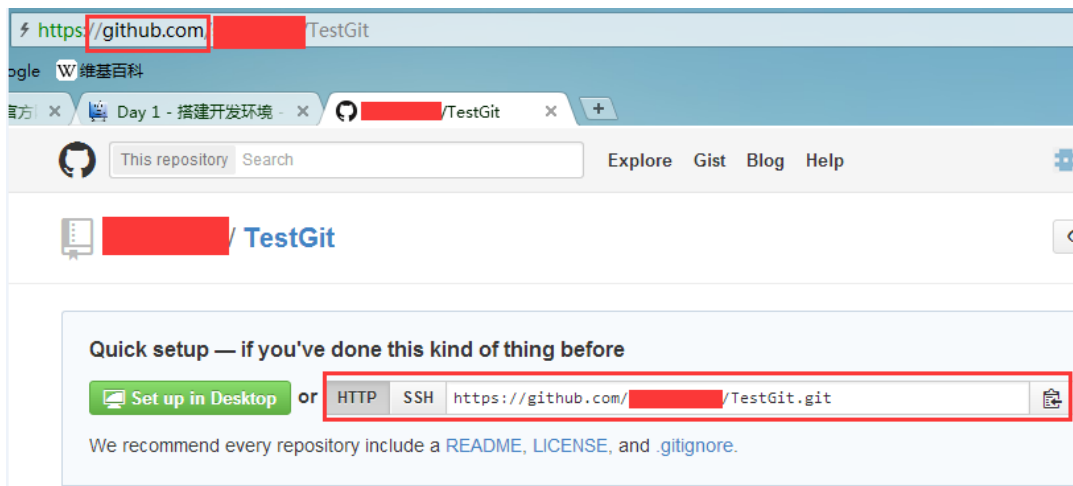 https://github.com/ /TestGit
ogle 维基百科
官方 Day 1 - 搭建开发环境 - /TestGit
This repository Search Explore Gist Blog Help
/ TestGit
Quick setup — if you've done this kind of thing before
Set up in Desktop or HTTP SSH https://github.com/ /TestGit.git
We recommend every repository include a README, LICENSE, and .gitignore.